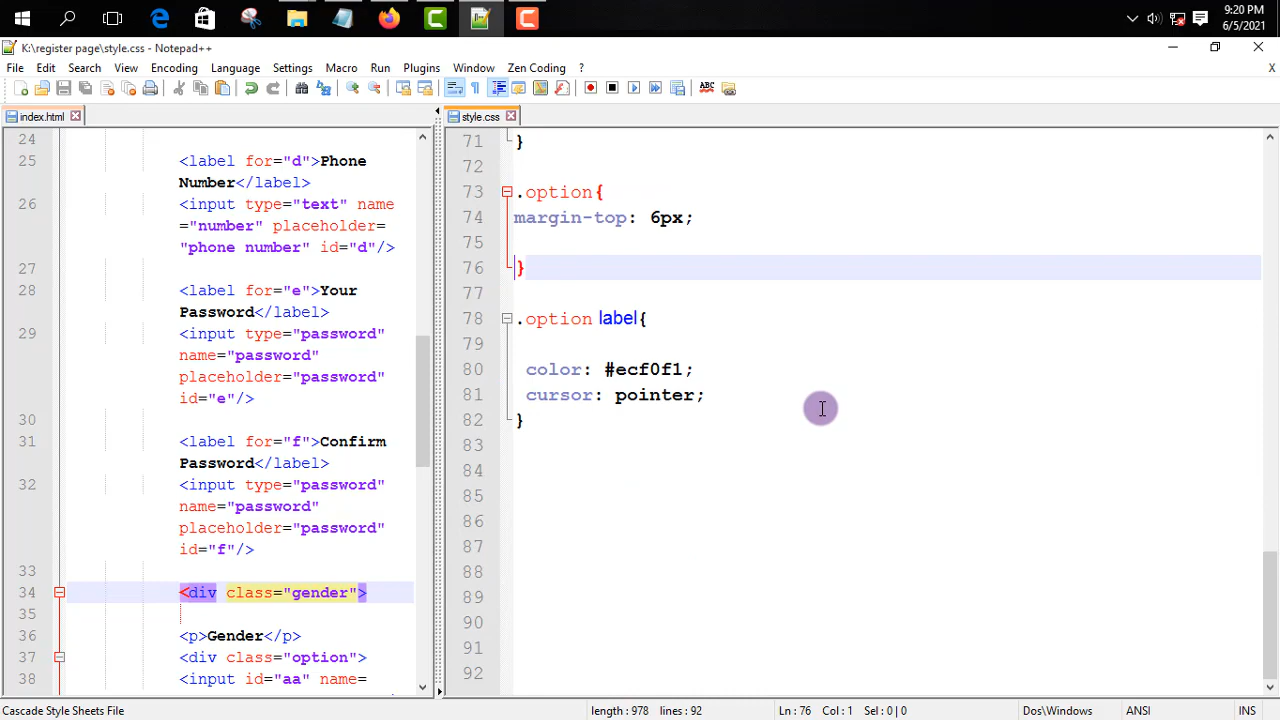 9:20 PM
6/5/2021
K:\register page\style.css - Notepad++
File Edit Search View Encoding Language Settings Macro Run Plugins Window Zen Coding ? X
ABC
index.html
style.css
24
25 <label for="d">Phone
Number</label>
26 <input type="text" name
="number" placeholder=
"phone number" id="d"/>
27
28 <label for="e">Your
Password</label>
29 <input type="password"
name="password"
placeholder="password"
id="e"/>
30
31 <label for="f">Confirm
Password</label>
32 <input type="password"
name="password"
placeholder="password"
id="f"/>
33
34 <div class="gender">
35
36 <p>Gender</p>
37 <div class="option">
38 <input id="aa" name=
71 }
72
73 .option{
74 margin-top: 6px;
75
76 }
77
78 .option label{
79
80 color: #ecf0f1;
81 cursor: pointer;
82 }
83
84
85
86
87
88
89
90
91
92
Cascade Style Sheets File length : 978 lines : 92 Ln : 76 Col : 1 Sel : 0 | 0 Dos\Windows ANSI INS